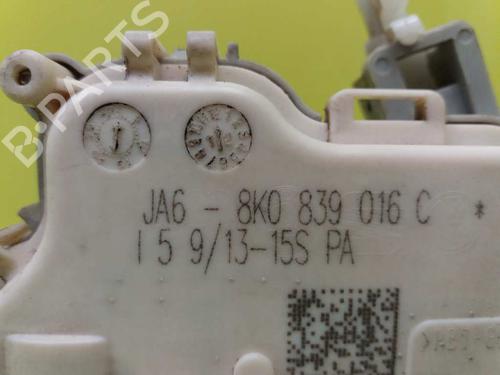 B-PARTS
JA6 - 8K0 839 016 C *
I 5 9/13-15S PA